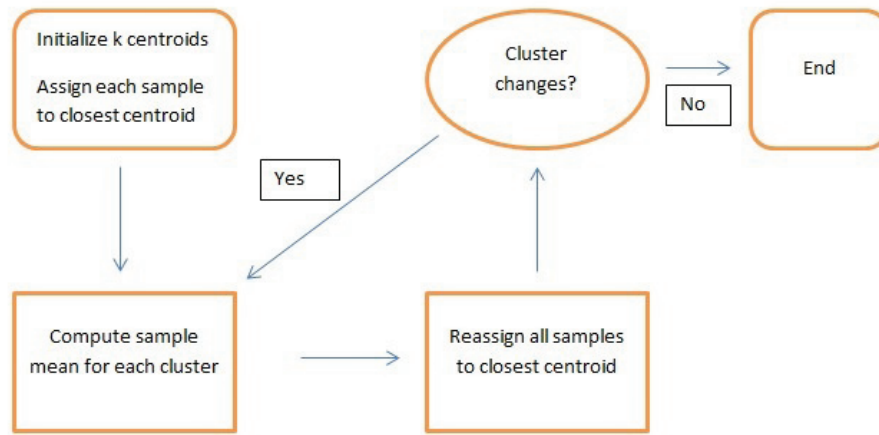 Initialize k centroids
Assign each sample
to closest centroid
Cluster
changes?
No
End
Yes
Compute sample
mean for each cluster
Reassign all samples
to closest centroid